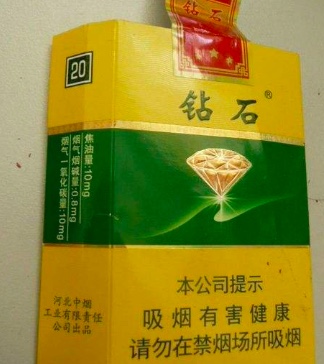 钻石
20
钻石®
焦油量:10mg
烟气烟碱量:0.8mg
烟气一氧化碳量:10mg
本公司提示
吸烟有害健康
请勿在禁烟场所吸烟
河北中烟
工业有限责任
公司出品